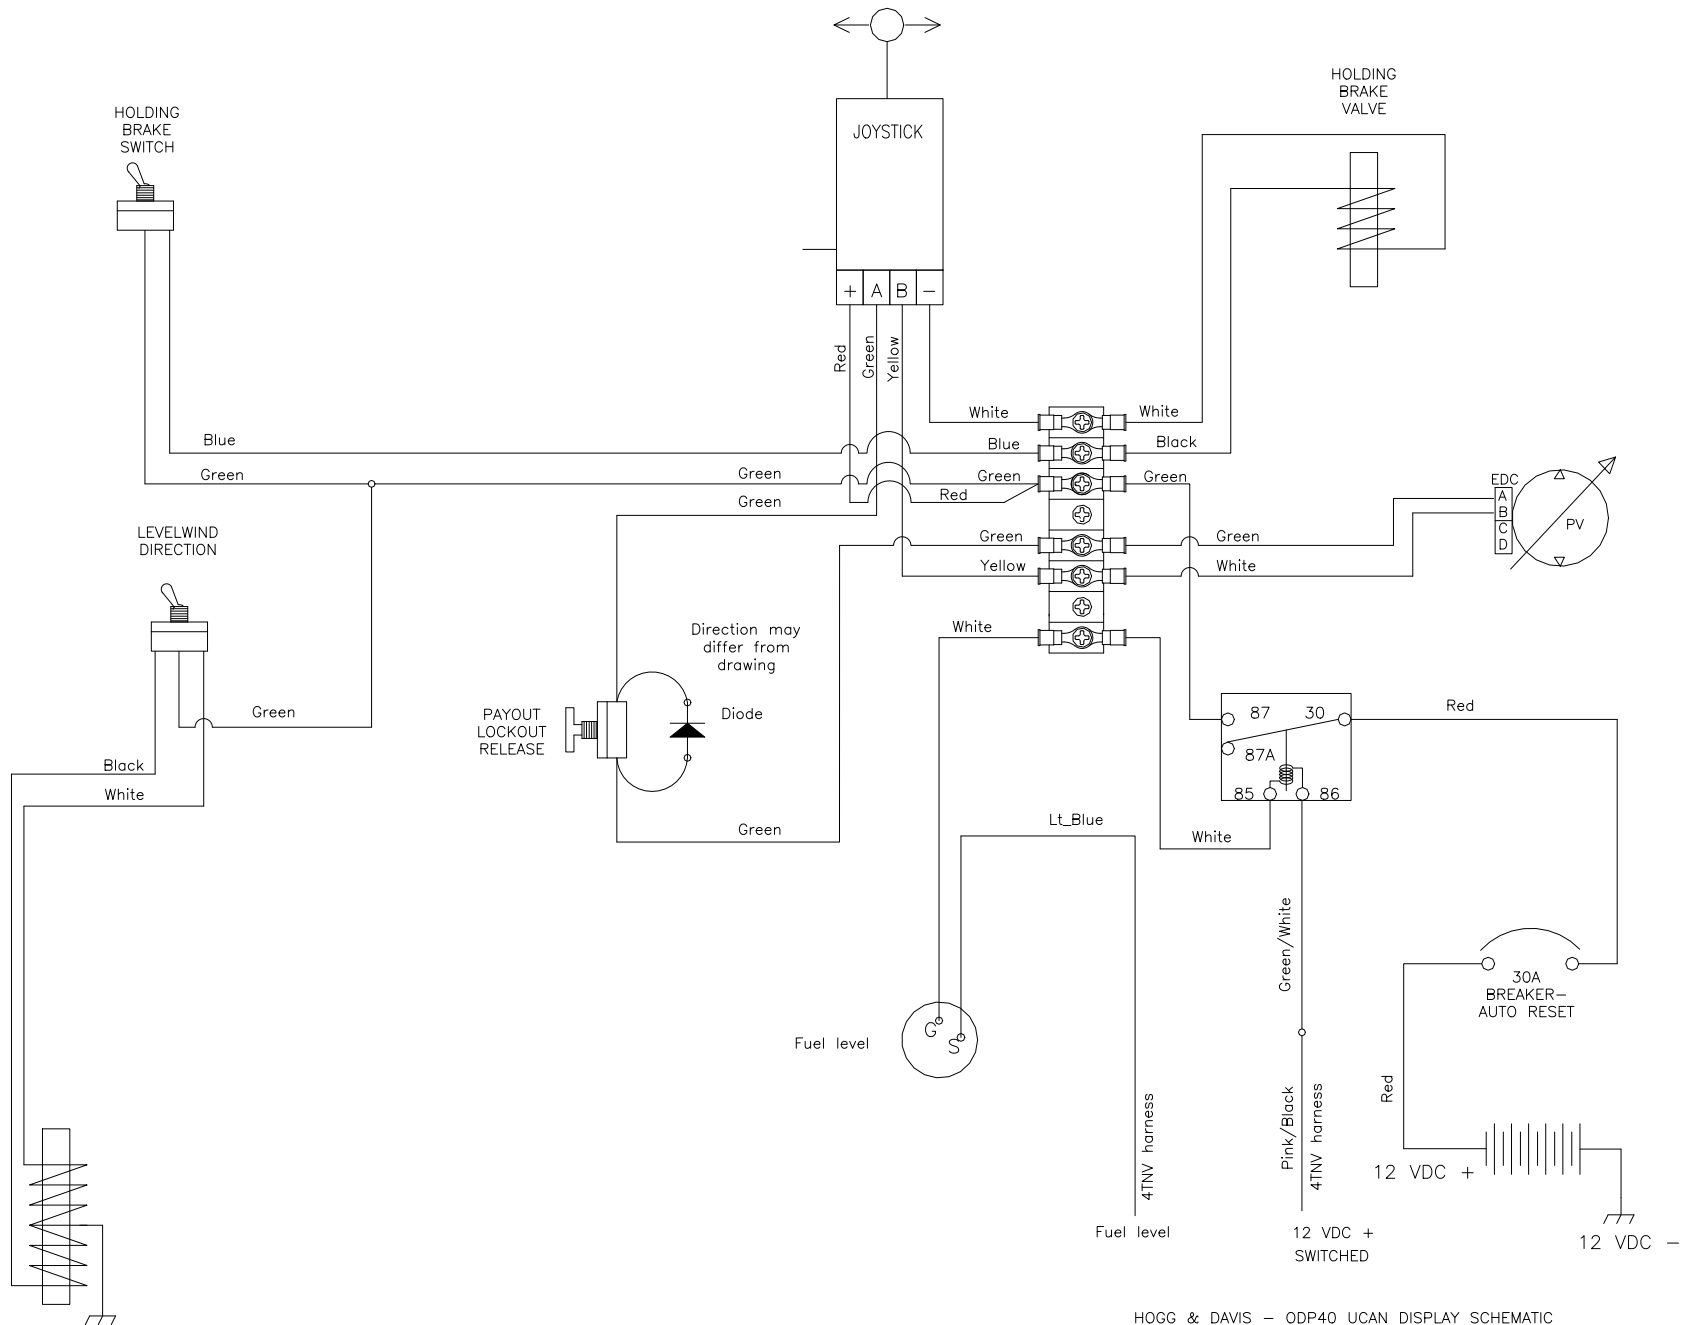 HOLDING
BRAKE
SWITCH
JOYSTICK
+ A B −
HOLDING
BRAKE
VALVE
Red
Green
Yellow
White
White
Blue
Blue
Black
Green
Green
Green
Green
Green
Red
EDC
A
B
C
D
PV
LEVELWIND
DIRECTION
Green
Green
Yellow
White
White
Direction may
differ from
drawing
Diode
PAYOUT
LOCKOUT
RELEASE
Green
Black
White
Green
87 30
87A
85 86
Red
White
Lt_Blue
Green/White
30A
BREAKER−
AUTO RESET
G
S
Fuel level
4TNV harness
Fuel level
Pink/Black
4TNV harness
12 VDC +
SWITCHED
Red
12 VDC +
12 VDC −
HOGG & DAVIS − ODP40 UCAN DISPLAY SCHEMATIC